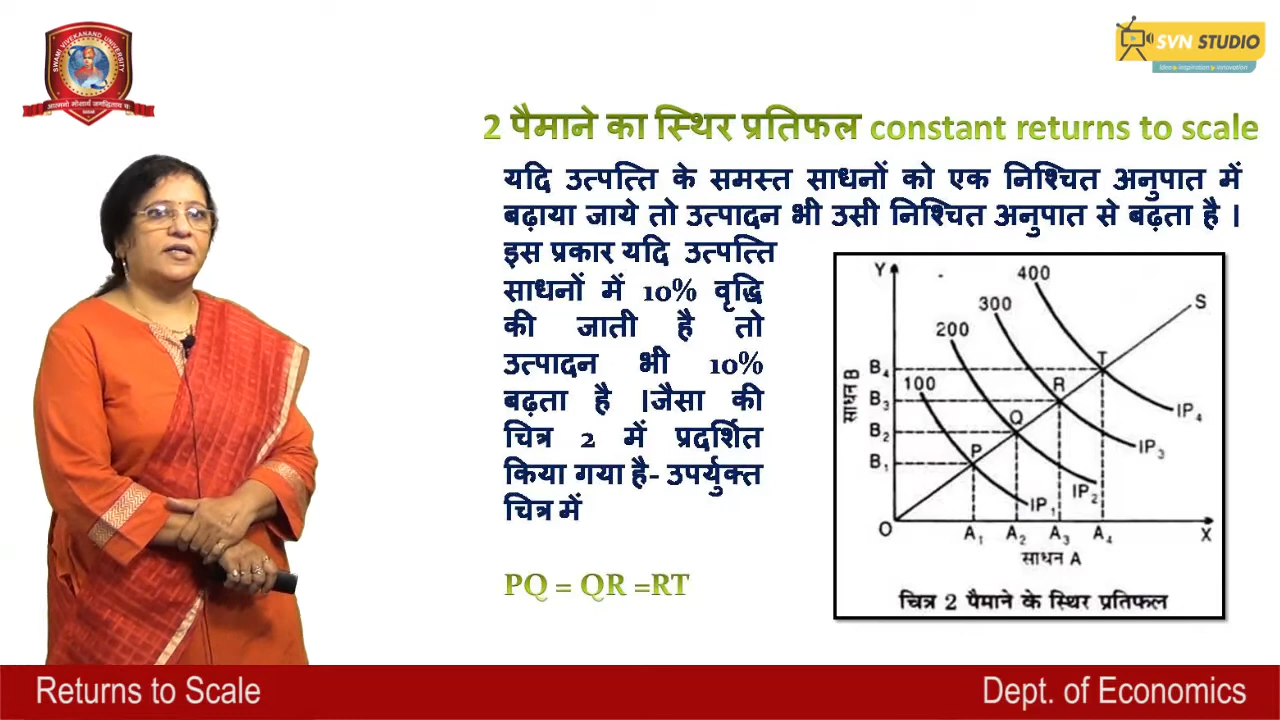 SWAMI VIVEKANAND UNIVERSITY
SVN STUDIO
2 पैमाने का स्थिर प्रतिफल constant returns to scale
यदि उत्पत्ति के समस्त साधनों को एक निश्चित अनुपात में
बढ़ाया जाये तो उत्पादन भी उसी निश्चित अनुपात से बढ़ता है ।
इस प्रकार यदि उत्पत्ति
साधनों में 10% वृद्धि
की जाती है तो
उत्पादन भी 10%
बढ़ता है ।जैसा की
चित्र 2 में प्रदर्शित
किया गया है- उपर्युक्त
चित्र में
PQ = QR =RT
Y
400
300
200
100
S
T
R
Q
P
B4
B3
B2
B1
साधन B
IP4
IP3
IP2
IP1
O
A1 A2 A3 A4
X
साधन A
चित्र 2 पैमाने के स्थिर प्रतिफल
Returns to Scale
Dept. of Economics